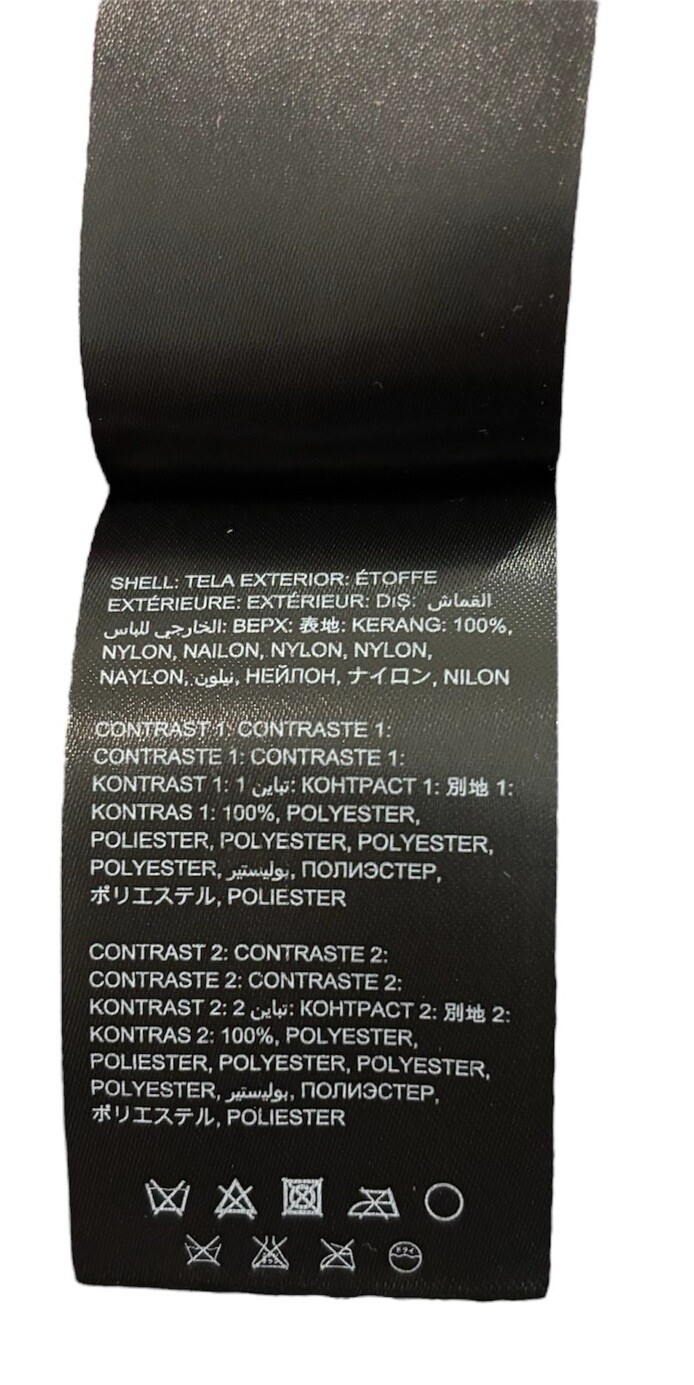 SHELL: TELA EXTERIOR: ÉTOFFE
EXTÉRIEURE: EXTÉRIEUR: DIŞ: القماش
الخارجي للباس: ВЕРХ: 表地: KERANG: 100%,
NYLON, NAILON, NYLON, NYLON,
NAYLON, نيلون, НЕЙЛОН, ナイロン, NILON
CONTRAST 1: CONTRASTE 1:
CONTRASTE 1: CONTRASTE 1:
KONTRAST 1: تباين 1: КОНТРАСТ 1: 別地 1:
KONTRAS 1: 100%, POLYESTER,
POLIESTER, POLYESTER, POLYESTER,
POLYESTER, بوليستير, ПОЛИЭСТЕР,
ポリエステル, POLIESTER
CONTRAST 2: CONTRASTE 2:
CONTRASTE 2: CONTRASTE 2:
KONTRAST 2: تباين 2: КОНТРАСТ 2: 別地 2:
KONTRAS 2: 100%, POLYESTER,
POLIESTER, POLYESTER, POLYESTER,
POLYESTER, بوليستير, ПОЛИЭСТЕР,
ポリエステル, POLIESTER
ドライ